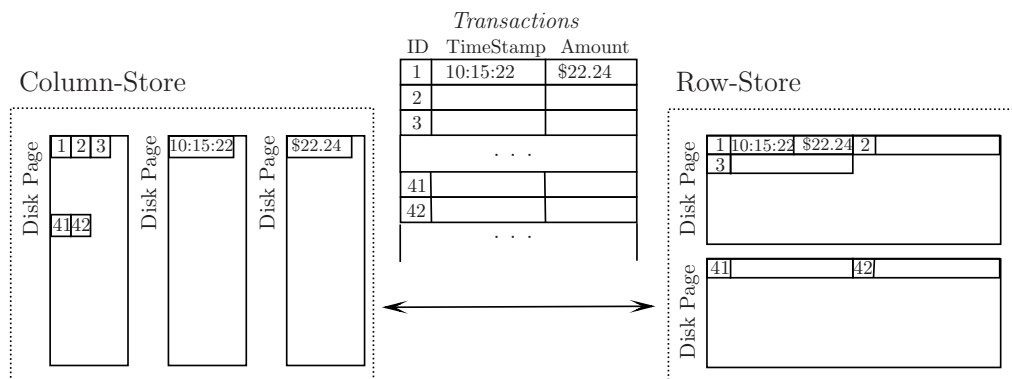 Transactions
ID TimeStamp Amount
1 10:15:22 $22.24
2
3
. . .
41
42
. . .
Column-Store
Disk Page
1 2 3
41 42
Disk Page
10:15:22
Disk Page
$22.24
Row-Store
Disk Page
1 10:15:22 $22.24 2
3
Disk Page
41 42